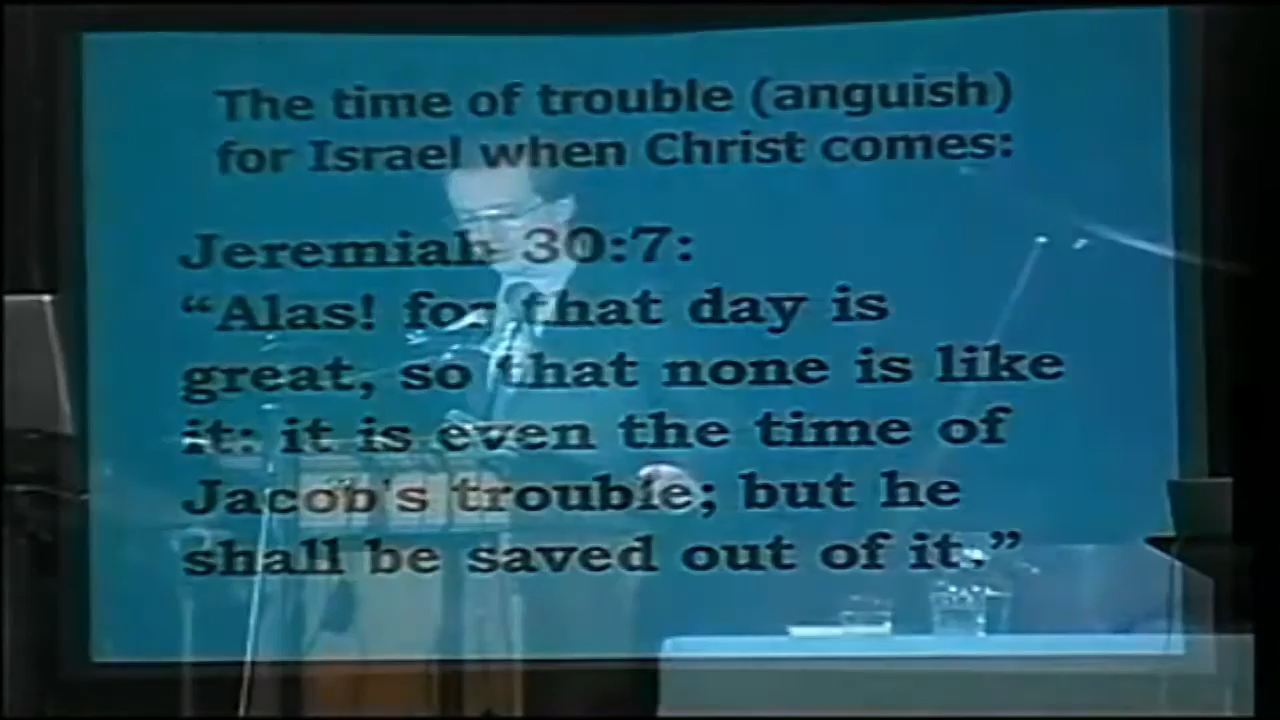 The time of trouble (anguish)
for Israel when Christ comes:
Jeremiah 30:7:
“Alas! for that day is
great, so that none is like
it: it is even the time of
Jacob's trouble; but he
shall be saved out of it.”